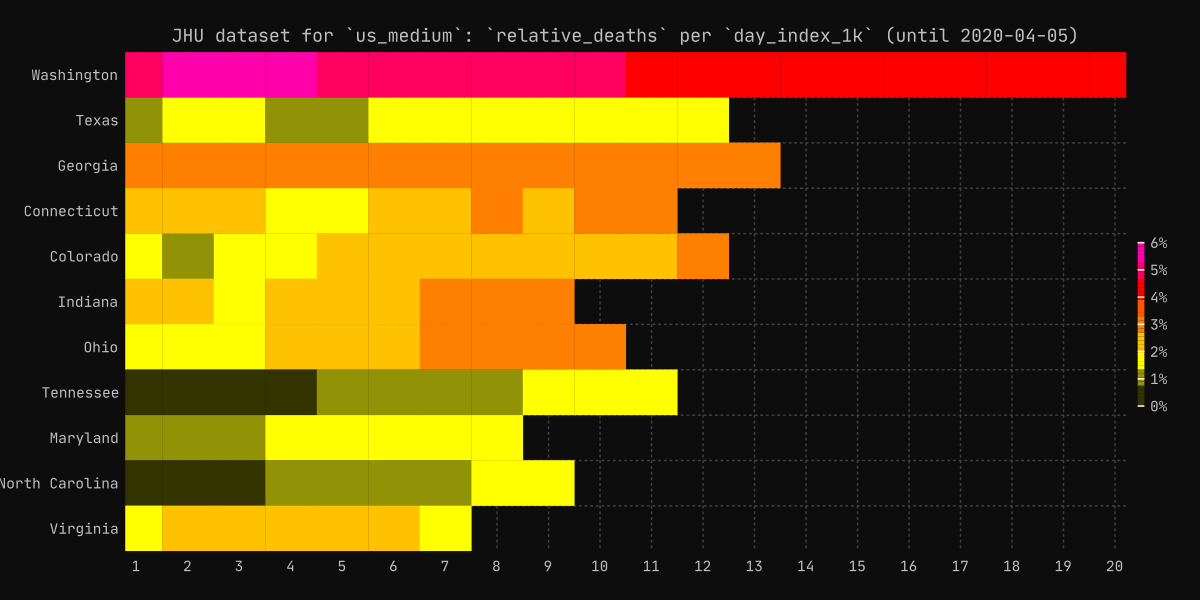 JHU dataset for `us_medium`: `relative_deaths` per `day_index_1k` (until 2020-04-05)
Washington
Texas
Georgia
Connecticut
Colorado
Indiana
Ohio
Tennessee
Maryland
North Carolina
Virginia
1 2 3 4 5 6 7 8 9 10 11 12 13 14 15 16 17 18 19 20
6%
5%
4%
3%
2%
1%
0%